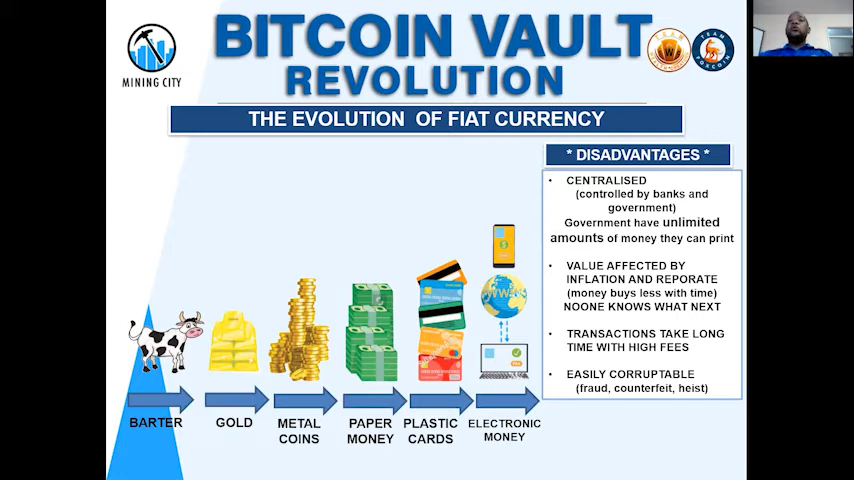 BITCOIN VAULT
REVOLUTION
MINING CITY
TEAM
TEAM
FOXCOIN
THE EVOLUTION OF FIAT CURRENCY
* DISADVANTAGES *
• CENTRALISED
(controlled by banks and
government)
Government have unlimited
amounts of money they can print
• VALUE AFFECTED BY
INFLATION AND REPORATE
(money buys less with time)
NOONE KNOWS WHAT NEXT
• TRANSACTIONS TAKE LONG
TIME WITH HIGH FEES
• EASILY CORRUPTABLE
(fraud, counterfeit, heist)
WWW
BARTER
GOLD
METAL
COINS
PAPER
MONEY
PLASTIC
CARDS
ELECTRONIC
MONEY